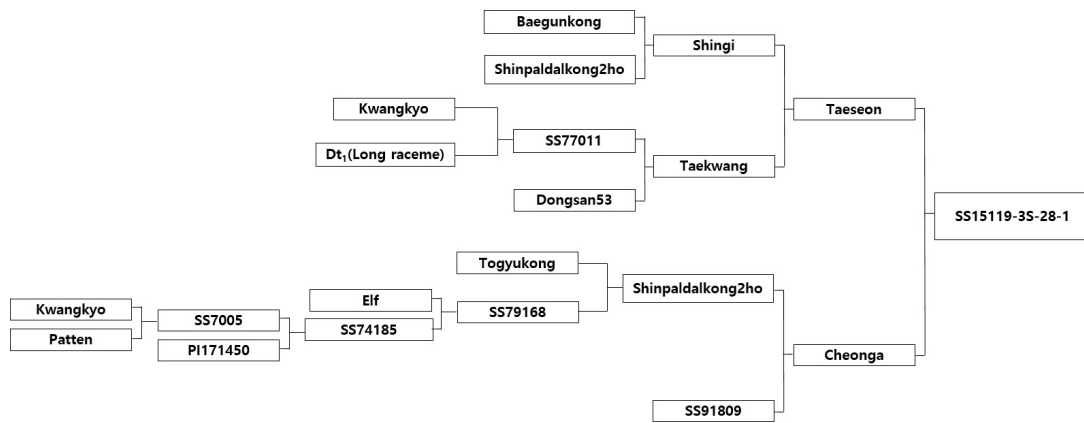 Baegunkong
Shingi
Shinpaldalkong2ho
Kwangkyo
Taeseon
SS77011
Dt₁(Long raceme)
Taekwang
Dongsan53
SS15119-3S-28-1
Togyukong
Shinpaldalkong2ho
Elf
Kwangkyo
SS79168
SS7005
SS74185
Patten
PI171450
Cheonga
SS91809